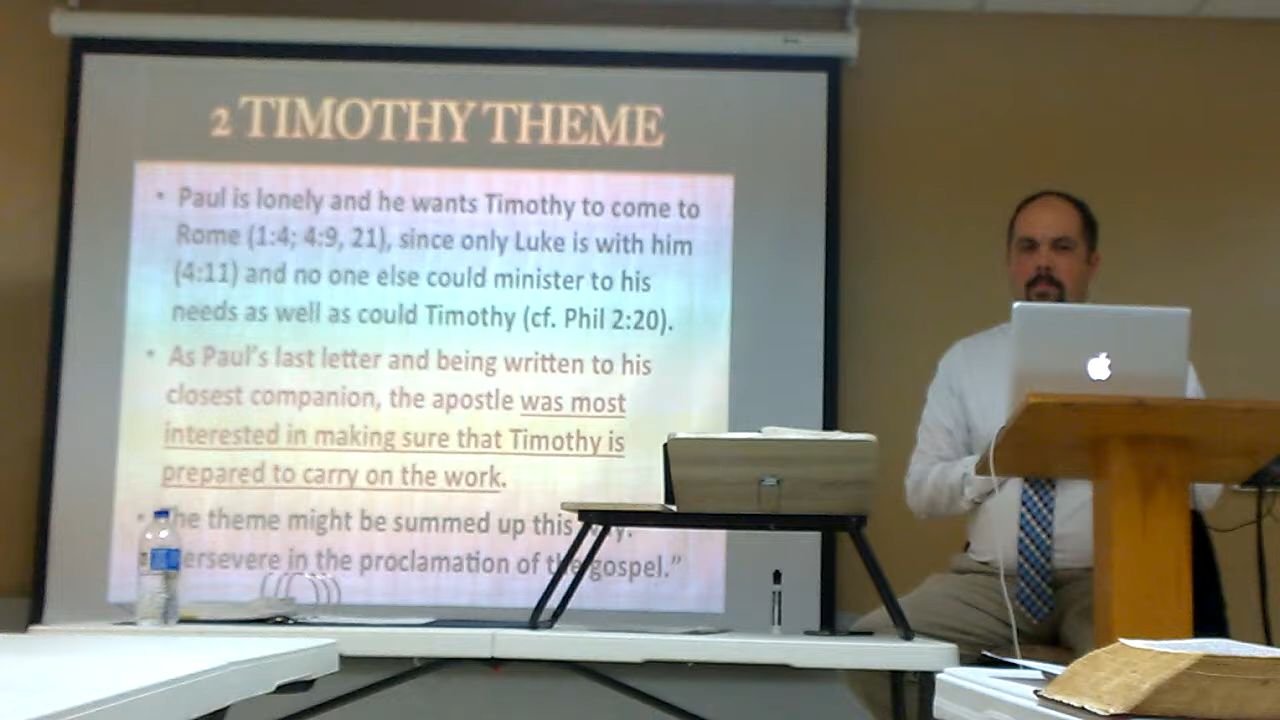 2 TIMOTHY THEME
• Paul is lonely and he wants Timothy to come to
Rome (1:4; 4:9, 21), since only Luke is with him
(4:11) and no one else could minister to his
needs as well as could Timothy (cf. Phil 2:20).
• As Paul's last letter and being written to his
closest companion, the apostle was most
interested in making sure that Timothy is
prepared to carry on the work.
• he theme might be summed up this
ersevere in the proclamation of the gospel.”